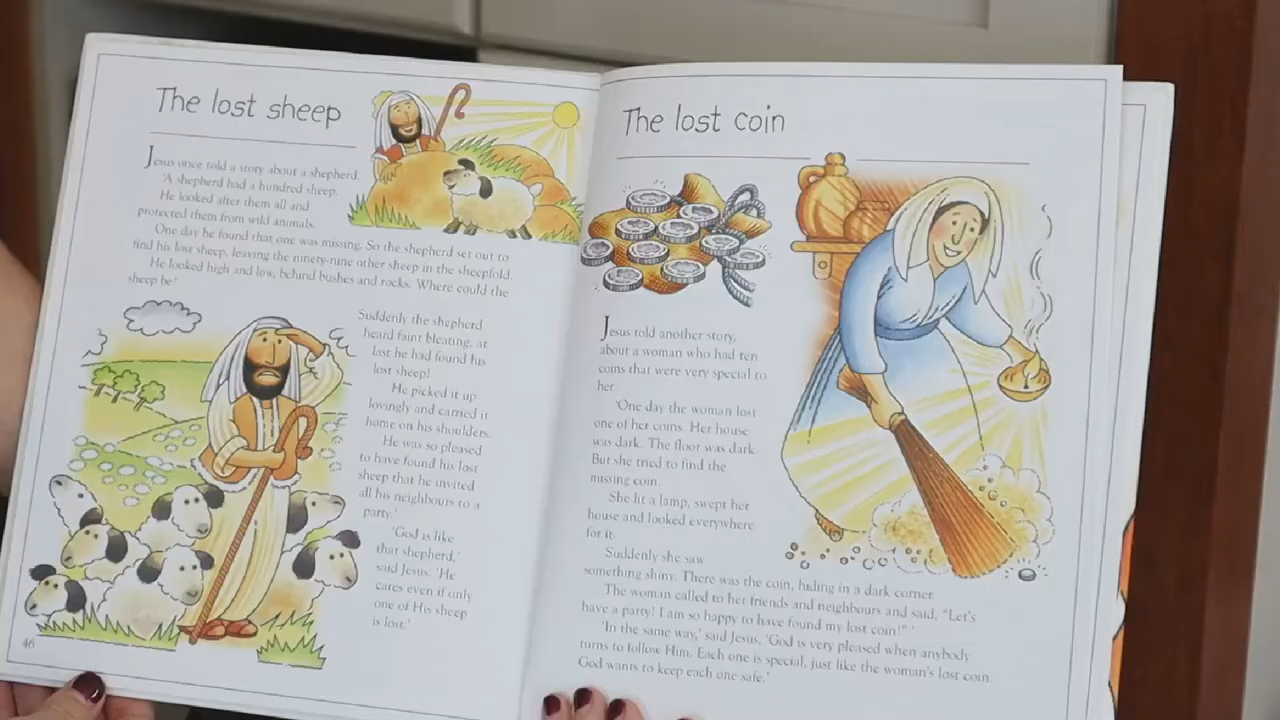 The lost sheep
Jesus once told a story about a shepherd.
'A shepherd had a hundred sheep.
He looked after them all and
protected them from wild animals.
One day he found that one was missing. So the shepherd set out to
find his lost sheep, leaving the ninety-nine other sheep in the sheepfold.
He looked high and low, behind bushes and rocks. Where could the
sheep be?
Suddenly the shepherd
heard faint bleating; at
last he had found his
lost sheep!
He picked it up
lovingly and carried it
home on his shoulders.
He was so pleased
to have found his lost
sheep that he invited
all his neighbours to a
party.'
'God is like
that shepherd,'
said Jesus. 'He
cares even if only
one of His sheep
is lost.'
46
The lost coin
Jesus told another story,
about a woman who had ten
coins that were very special to
her.
'One day the woman lost
one of her coins. Her house
was dark. The floor was dark.
But she tried to find the
missing coin.
She lit a lamp, swept her
house and looked everywhere
for it.
Suddenly she saw
something shiny. There was the coin, hiding in a dark corner.
The woman called to her friends and neighbours and said, "Let's
have a party! I am so happy to have found my lost coin!" '
'In the same way,' said Jesus, 'God is very pleased when anybody
turns to follow Him. Each one is special, just like the woman's lost coin.
God wants to keep each one safe.'